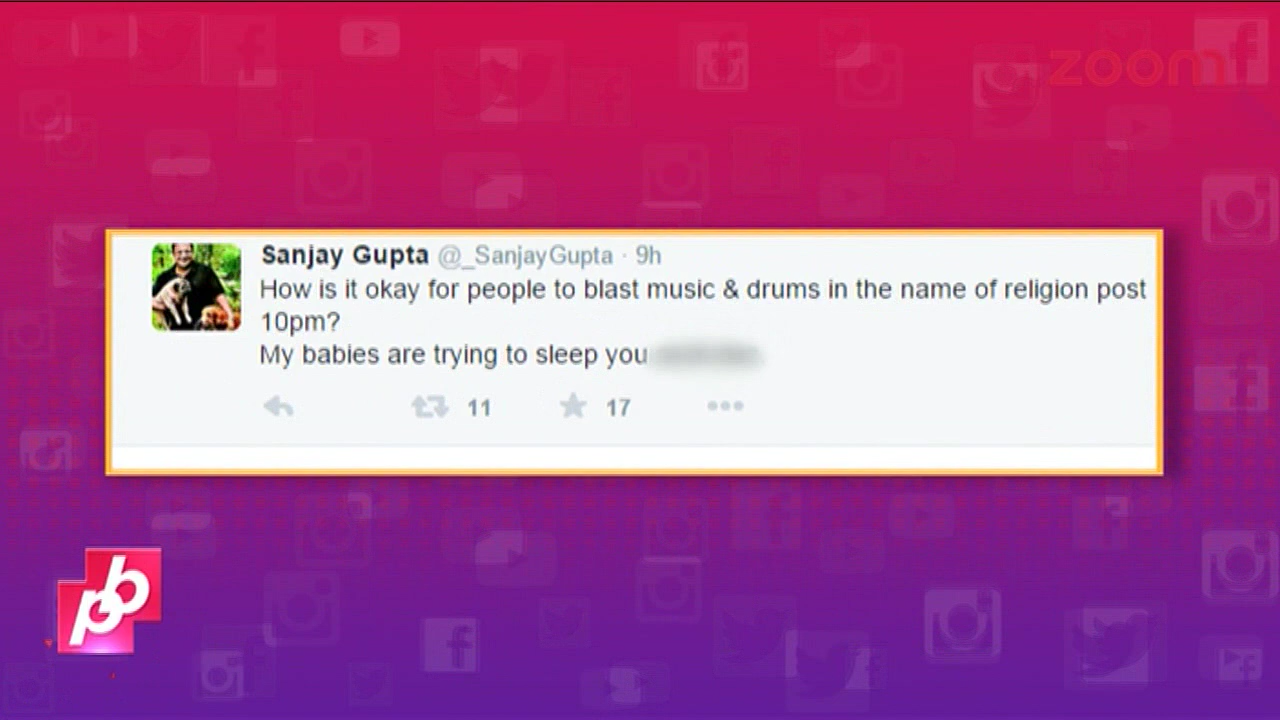 zoom
Sanjay Gupta @_SanjayGupta · 9h
How is it okay for people to blast music & drums in the name of religion post
10pm?
My babies are trying to sleep you
11 17
pb